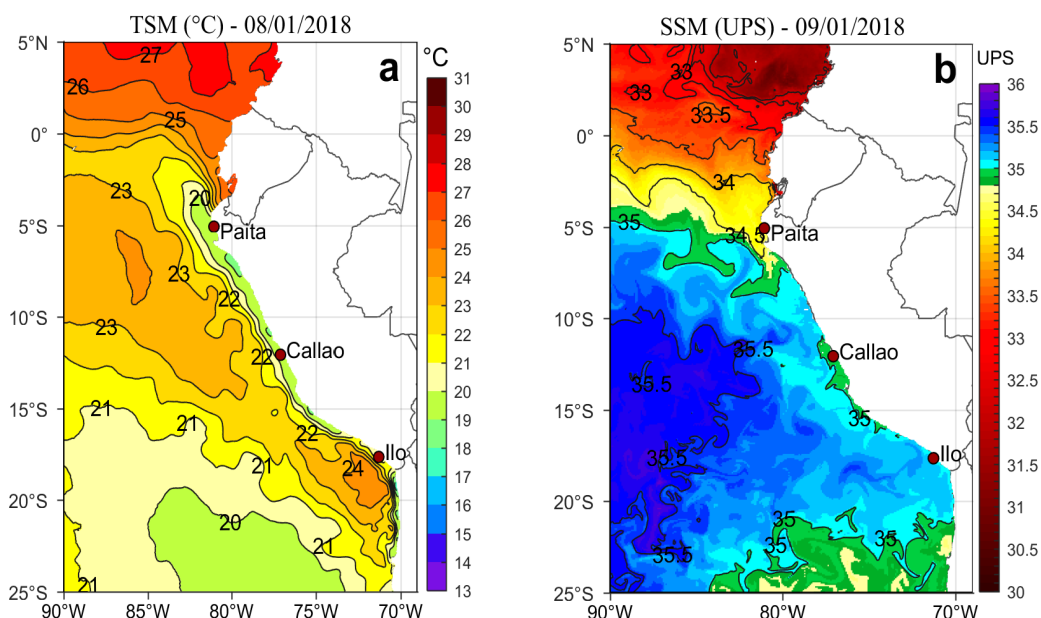 TSM (°C) - 08/01/2018
5°N
0°
5°S
10°S
15°S
20°S
25°S
90°W
85°W
80°W
75°W
70°W
a
27
26
25
23
20
Paita
23
22
23
Callao
22
21
21
22
Ilo
24
21
20
21
21
°C
31
30
29
28
27
26
25
24
23
22
21
20
19
18
17
16
15
14
13
SSM (UPS) - 09/01/2018
5°N
0°
5°S
10°S
15°S
20°S
25°S
90°W
80°W
70°W
b
33
33
33.5
34
35
34.5
Paita
35.5
Callao
35.5
35
35.5
Ilo
35
35
22
35.5
UPS
36
35.5
35
34.5
34
33.5
33
32.5
32
31.5
31
30.5
30